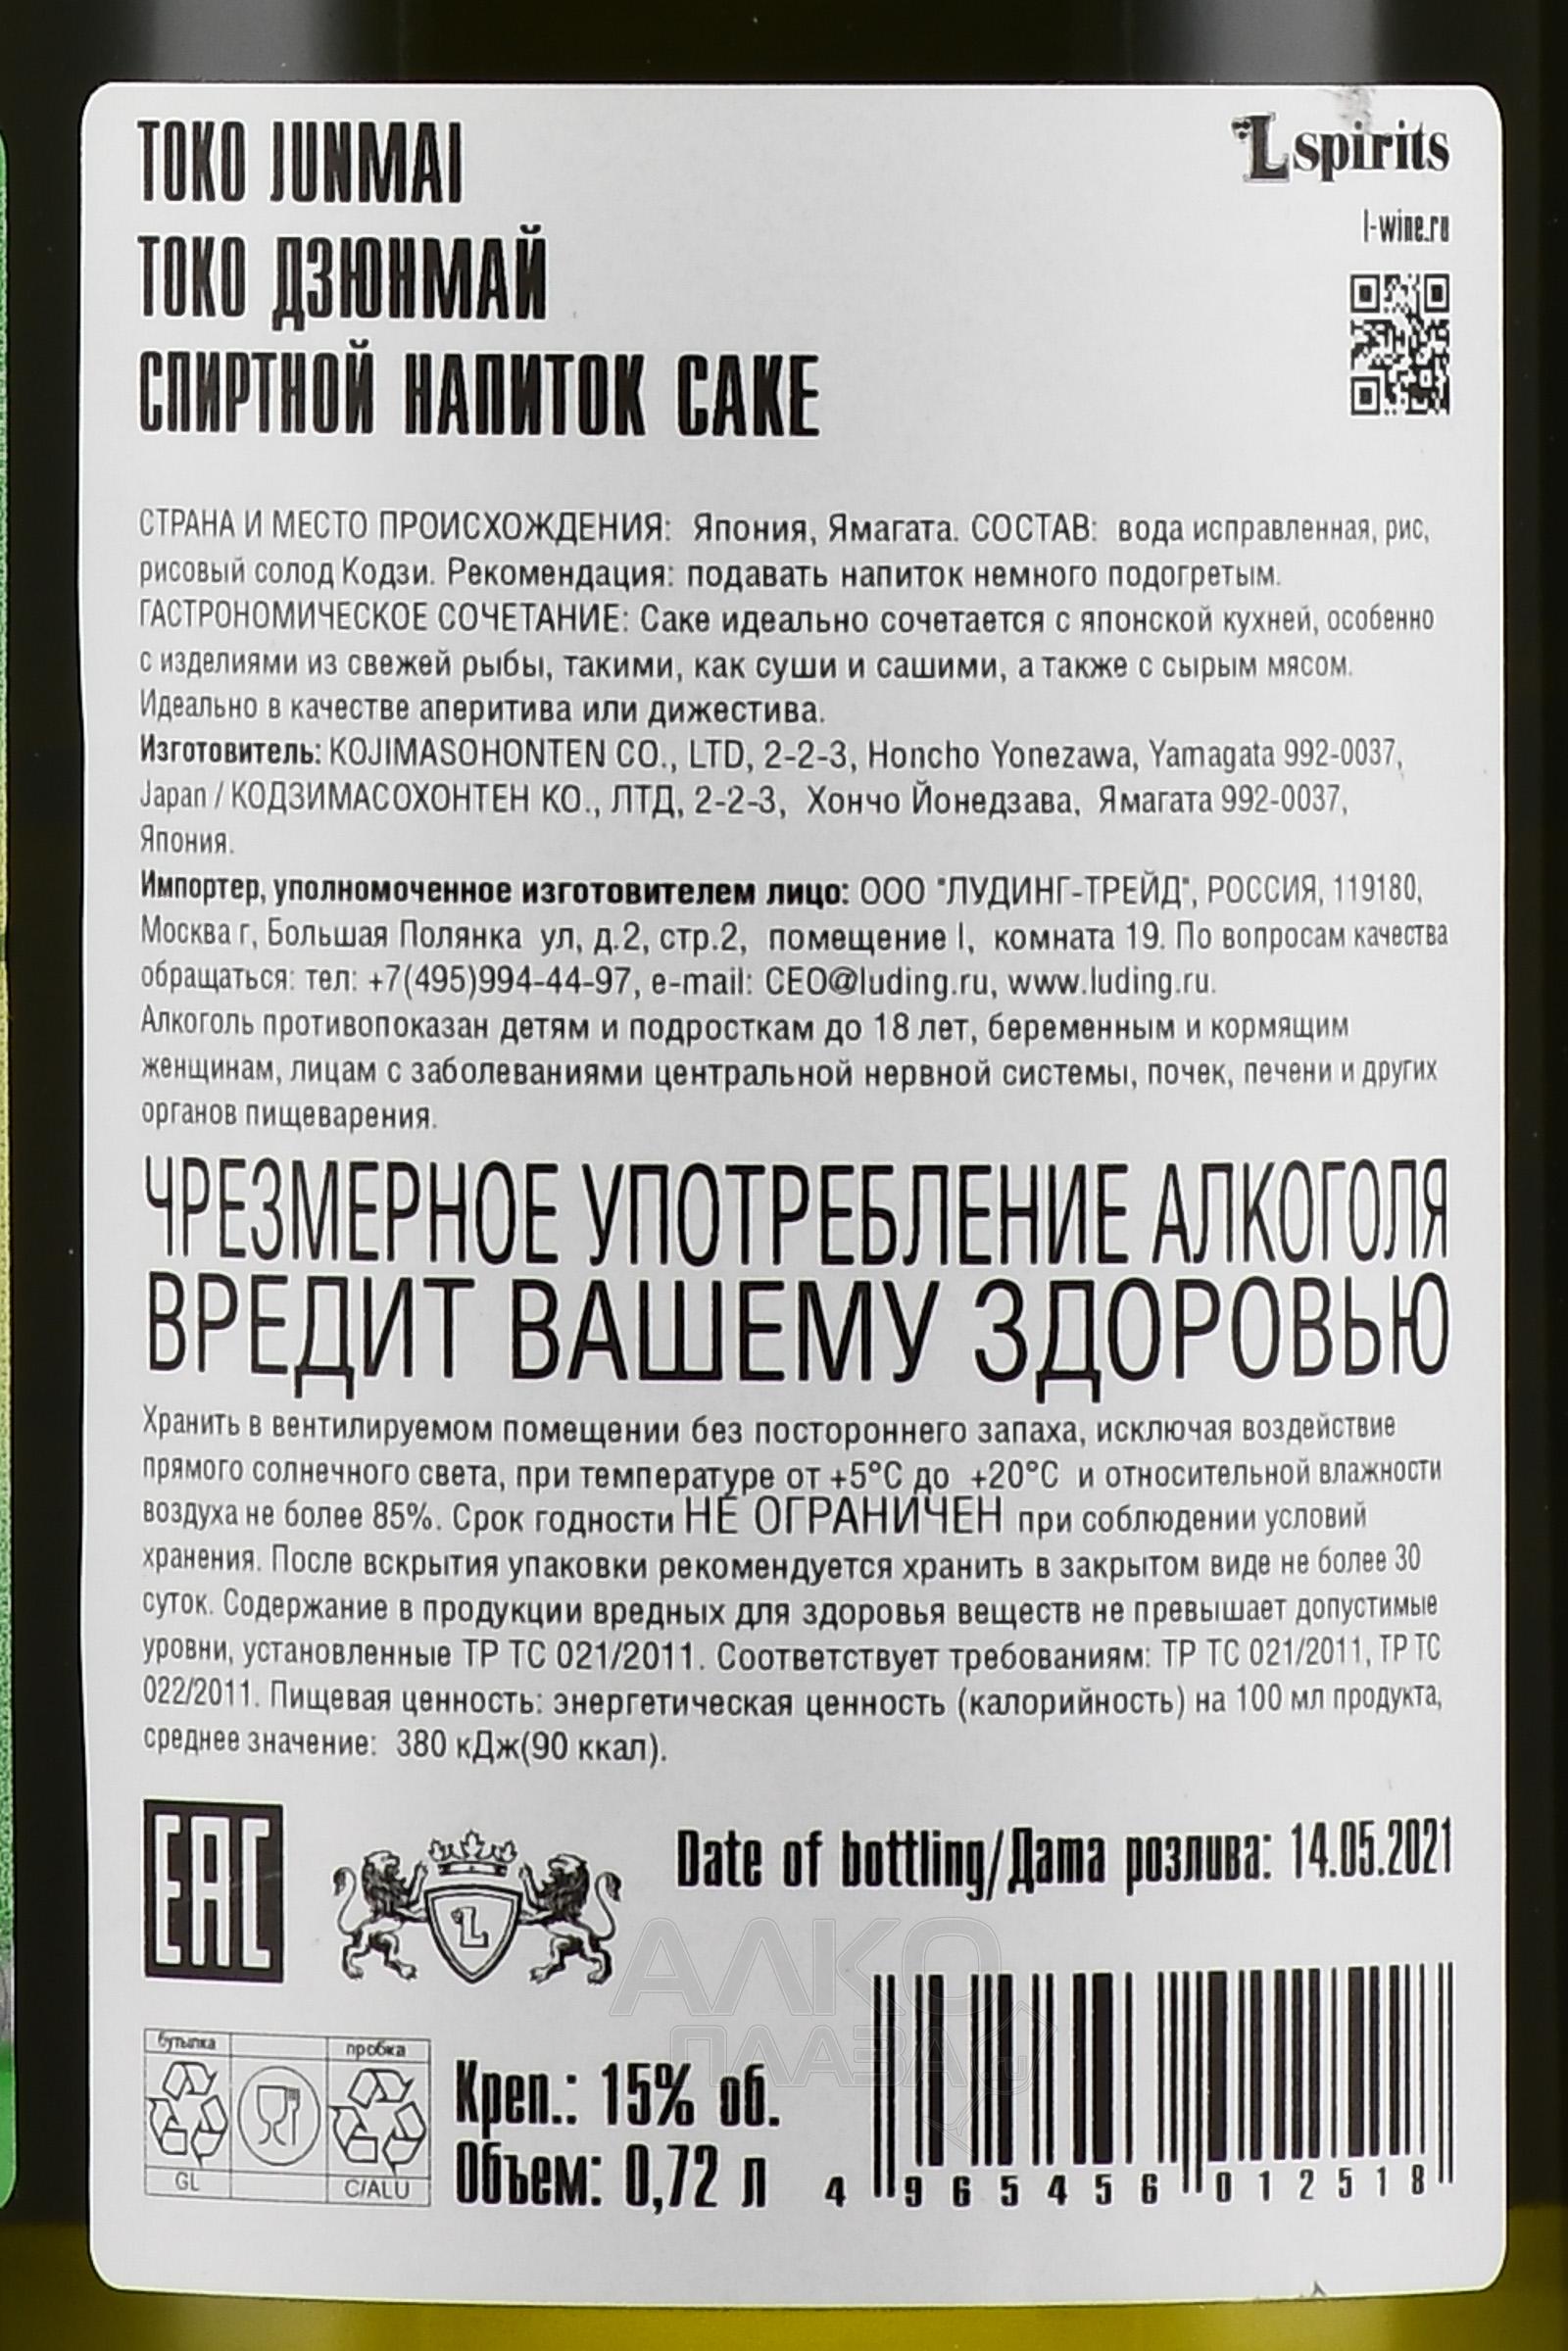 TOKO JUNMAI
ТОКО ДЗЮНМАЙ
СПИРТНОЙ НАПИТОК САКЕ
L spirits
l-wine.ru
СТРАНА И МЕСТО ПРОИСХОЖДЕНИЯ: Япония, Ямагата. СОСТАВ: вода исправленная, рис,
рисовый солод Кодзи. Рекомендация: подавать напиток немного подогретым.
ГАСТРОНОМИЧЕСКОЕ СОЧЕТАНИЕ: Саке идеально сочетается с японской кухней, особенно
с изделиями из свежей рыбы, такими, как суши и сашими, а также с сырым мясом.
Идеально в качестве аперитива или дижестива.
Изготовитель: KOJIMASOHONTEN CO., LTD, 2-2-3, Honcho Yonezawa, Yamagata 992-0037,
Japan / КОДЗИМАСОХОНТЕН КО., ЛТД, 2-2-3, Хончо Йонедзава, Ямагата 992-0037,
Япония.
Импортер, уполномоченное изготовителем лицо: ООО "ЛУДИНГ-ТРЕЙД", РОССИЯ, 119180,
Москва г, Большая Полянка ул, д.2, стр.2, помещение I, комната 19. По вопросам качества
обращаться: тел: +7(495)994-44-97, e-mail: CEO@luding.ru, www.luding.ru.
Алкоголь противопоказан детям и подросткам до 18 лет, беременным и кормящим
женщинам, лицам с заболеваниями центральной нервной системы, почек, печени и других
органов пищеварения.
ЧРЕЗМЕРНОЕ УПОТРЕБЛЕНИЕ АЛКОГОЛЯ
ВРЕДИТ ВАШЕМУ ЗДОРОВЬЮ
Хранить в вентилируемом помещении без постороннего запаха, исключая воздействие
прямого солнечного света, при температуре от +5°C до +20°C и относительной влажности
воздуха не более 85%. Срок годности НЕ ОГРАНИЧЕН при соблюдении условий
хранения. После вскрытия упаковки рекомендуется хранить в закрытом виде не более 30
суток. Содержание в продукции вредных для здоровья веществ не превышает допустимые
уровни, установленные ТР ТС 021/2011. Соответствует требованиям: ТР ТС 021/2011, ТР ТС
022/2011. Пищевая ценность: энергетическая ценность (калорийность) на 100 мл продукта,
среднее значение: 380 кДж(90 ккал).
EAC
L
Date of bottling/Дата розлива: 14.05.2021
АЛКО
ПЛАЗА
бутылка
пробка
GL
C/ALU
Креп.: 15% об.
Объем: 0,72 л
4 965456 012518